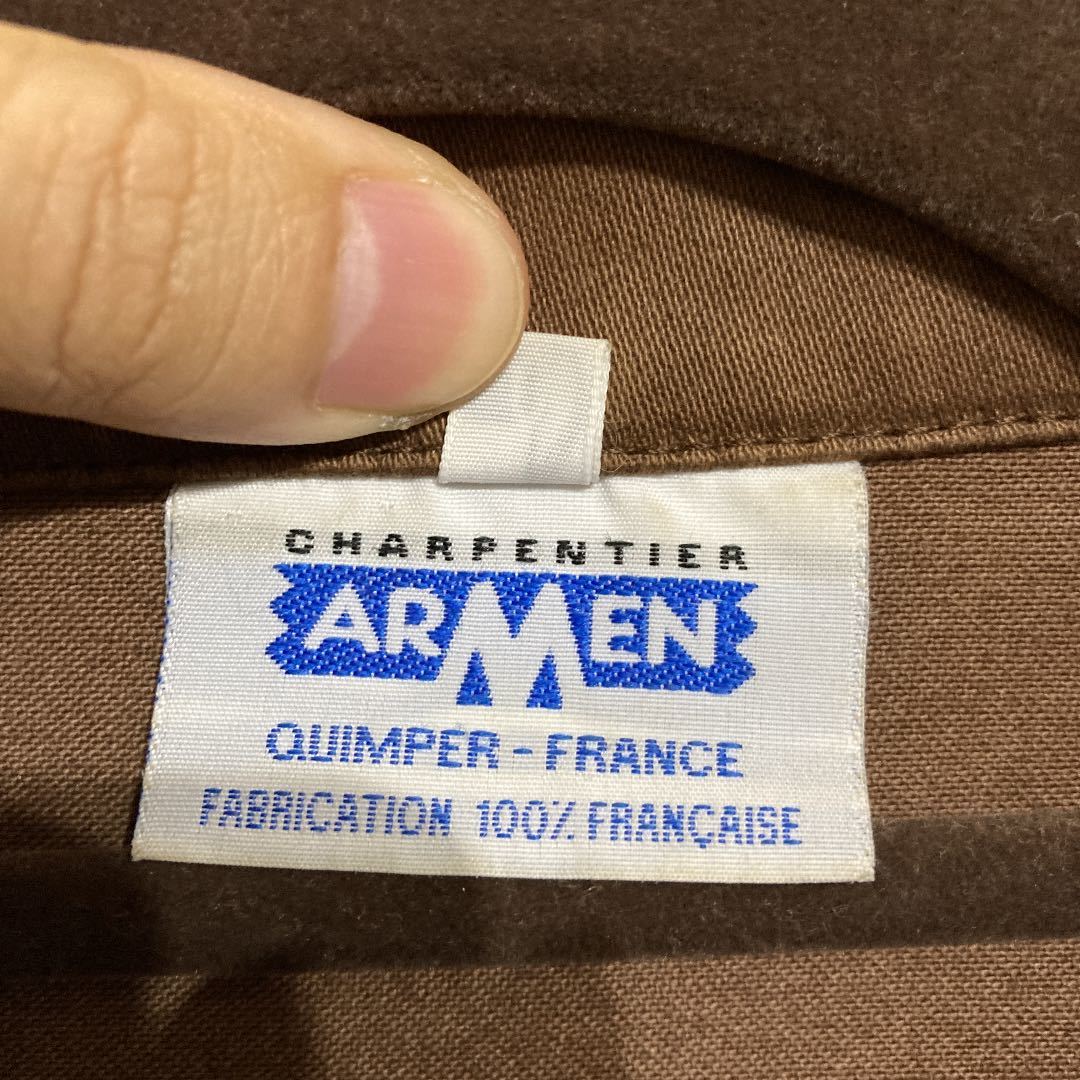 CHARPENTIER
ARMEN
QUIMPER - FRANCE
FABRICATION 100% FRANÇAISE